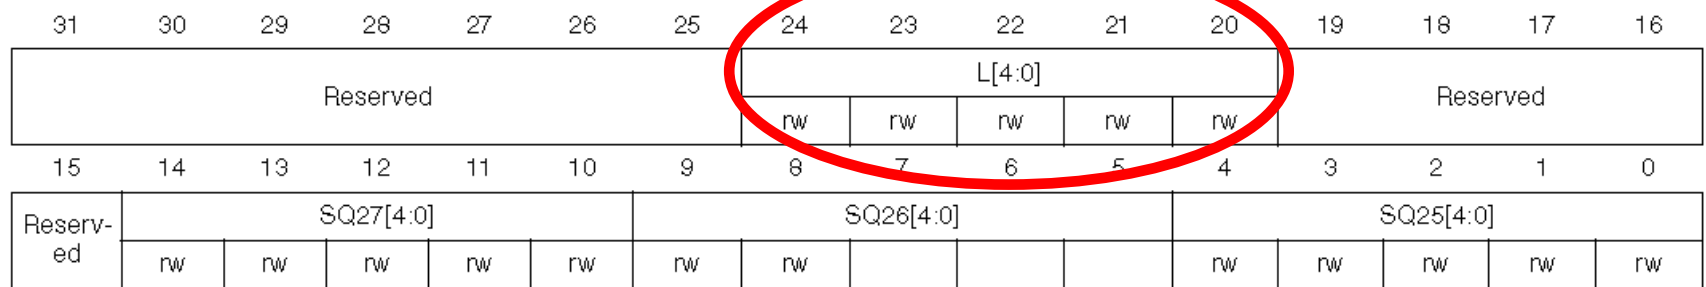 31 30 29 28 27 26 25 24 23 22 21 20 19 18 17 16
Reserved L[4:0] Reserved
rw rw rw rw rw
15 14 13 12 11 10 9 8 7 6 5 4 3 2 1 0
Reserv-
ed
SQ27[4:0] SQ26[4:0] SQ25[4:0]
rw rw rw rw rw rw rw rw rw rw rw rw